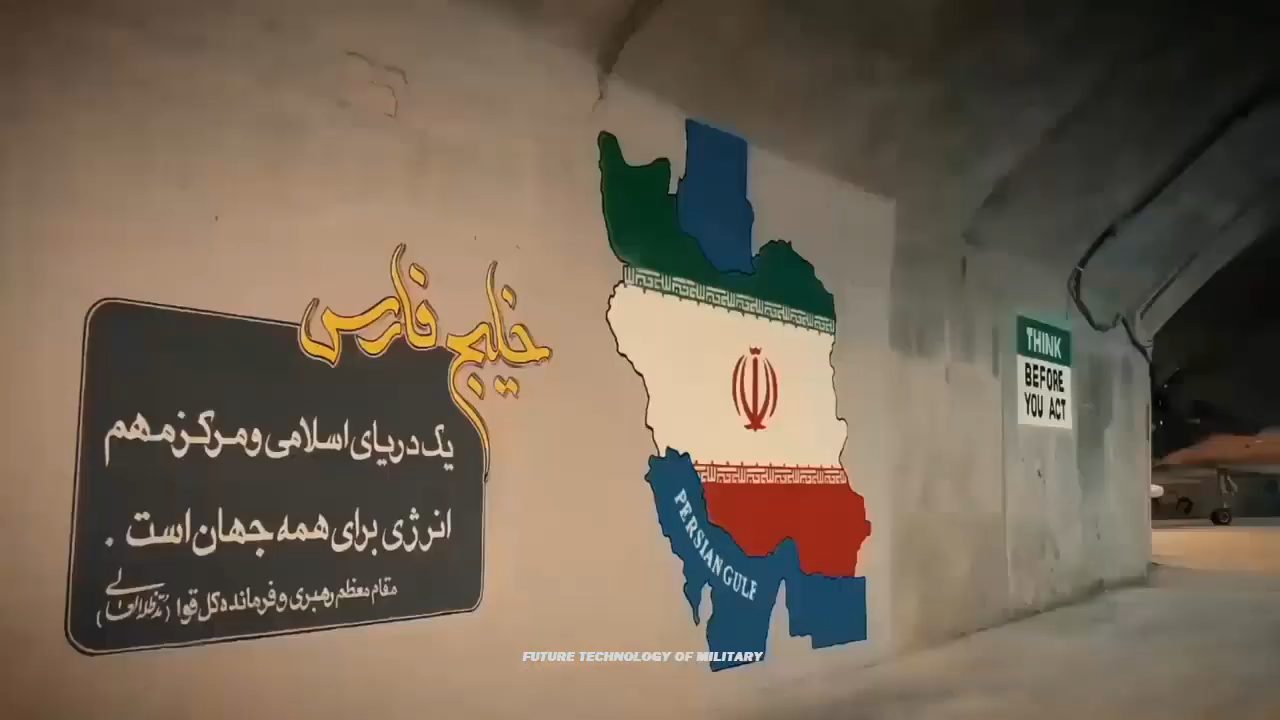 خلیج فارس
یک دریای اسلامی و مرکز مهم
انرژی برای همه جهان است .
مقام معظم رهبری و فرمانده کل قوا (مدظله العالی)
PERSIAN GULF
THINK
BEFORE
YOU ACT
FUTURE TECHNOLOGY OF MILITARY